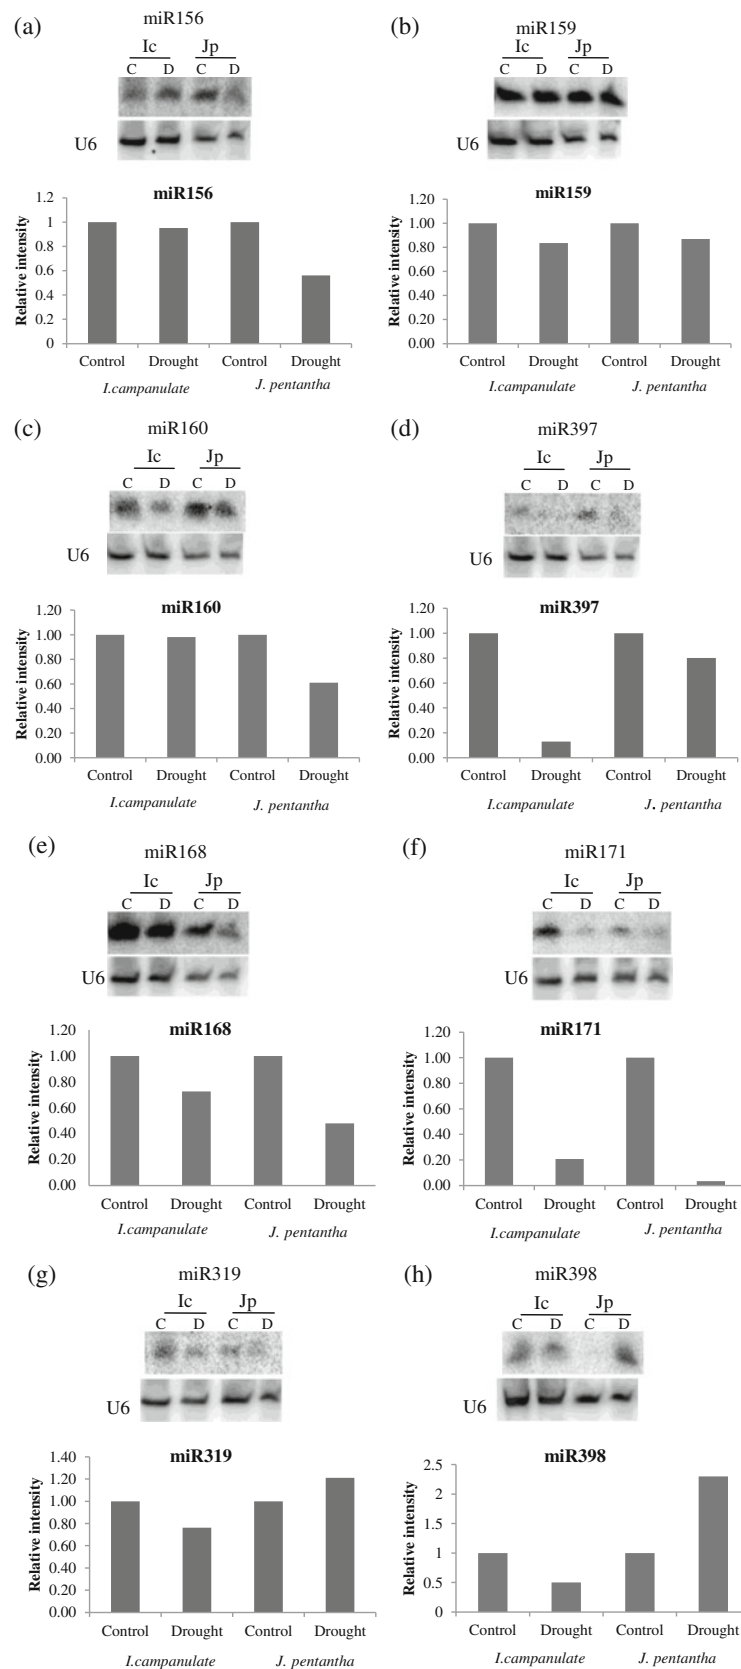 (a)
miR156
Ic Jp
C D C D
U6
miR156
Relative intensity
1.2
1
0.8
0.6
0.4
0.2
0
Control Drought Control Drought
I.campanulate J. pentantha
(b)
miR159
Ic Jp
C D C D
U6
miR159
Relative intensity
1.20
1.00
0.80
0.60
0.40
0.20
0.00
Control Drought Control Drought
I.campanulate J. pentantha
(c)
miR160
Ic Jp
C D C D
U6
miR160
Relative intensity
1.20
1.00
0.80
0.60
0.40
0.20
0.00
Control Drought Control Drought
I.campanulate J. pentantha
(d)
miR397
Ic Jp
C D C D
U6
miR397
Relative intensity
1.20
1.00
0.80
0.60
0.40
0.20
0.00
Control Drought Control Drought
I.campanulate J. pentantha
(e)
miR168
Ic Jp
C D C D
U6
miR168
Relative intensity
1.20
1.00
0.80
0.60
0.40
0.20
0.00
Control Drought Control Drought
I.campanulate J. pentantha
(f)
miR171
Ic Jp
C D C D
U6
miR171
Relative intensity
1.20
1.00
0.80
0.60
0.40
0.20
0.00
Control Drought Control Drought
I.campanulate J. pentantha
(g)
miR319
Ic Jp
C D C D
U6
miR319
Relative intensity
1.40
1.20
1.00
0.80
0.60
0.40
0.20
0.00
Control Drought Control Drought
I.campanulate J. pentantha
(h)
miR398
Ic Jp
C D C D
U6
miR398
Relative intensity
2.5
2
1.5
1
0.5
0
Control Drought Control Drought
I.campanulate J. pentantha